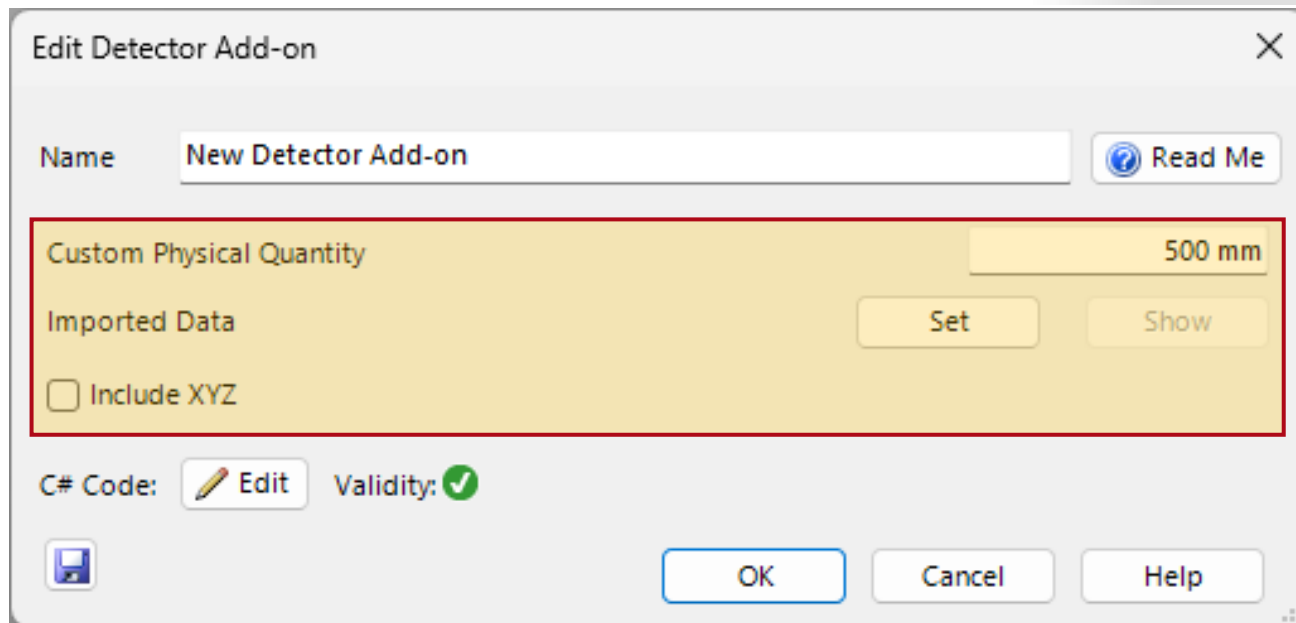 Edit Detector Add-on
Name New Detector Add-on Read Me
Custom Physical Quantity 500 mm
Imported Data Set Show
Include XYZ
C# Code: Edit Validity:
OK Cancel Help